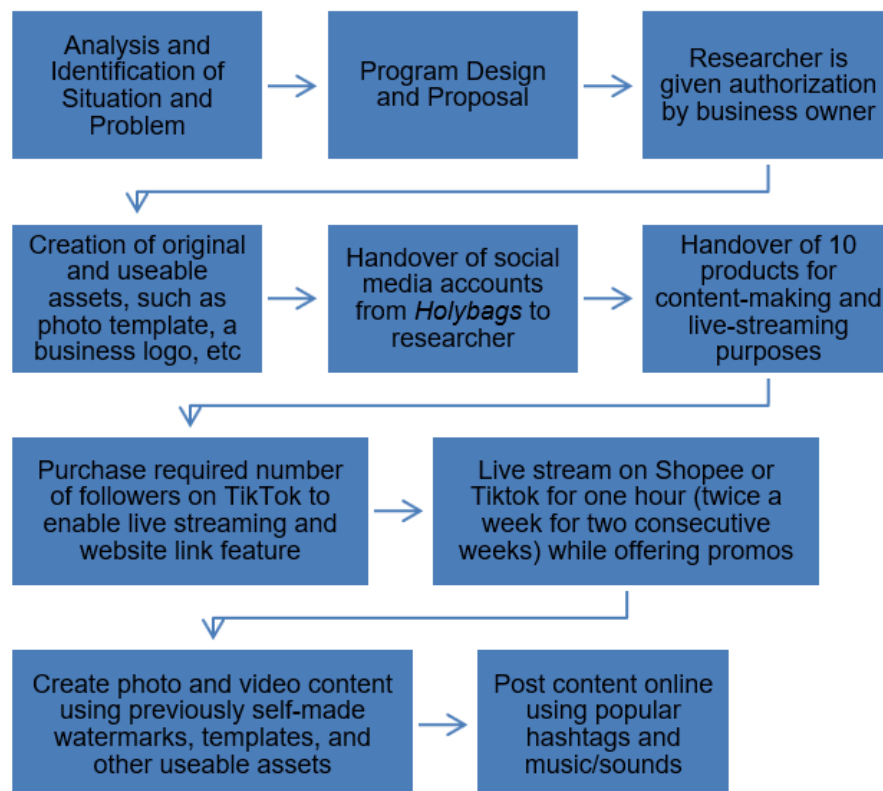 Analysis and
Identification of
Situation and
Problem
Program Design
and Proposal
Researcher is
given authorization
by business owner
Creation of original
and useable
assets, such as
photo template, a
business logo, etc
Handover of social
media accounts
from Holybags to
researcher
Handover of 10
products for
content-making and
live-streaming
purposes
Purchase required number
of followers on TikTok to
enable live streaming and
website link feature
Live stream on Shopee or
Tiktok for one hour (twice a
week for two consecutive
weeks) while offering promos
Create photo and video content
using previously self-made
watermarks, templates, and
other useable assets
Post content online
using popular
hashtags and
music/sounds